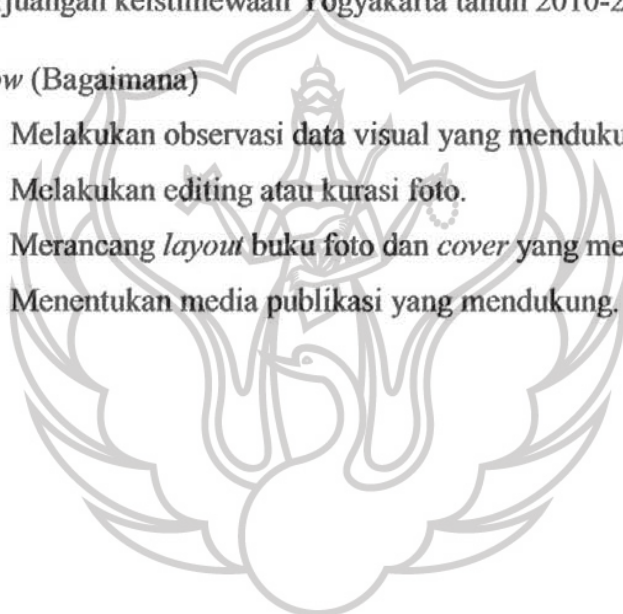 keistimewaan Yogyakarta tahun 2010-2
(Bagaimana)
Melakukan observasi data visual yang menduku
Melakukan editing atau kurasi foto.
Merancang layout buku foto dan cover yang me
Menentukan media publikasi yang mendukung.